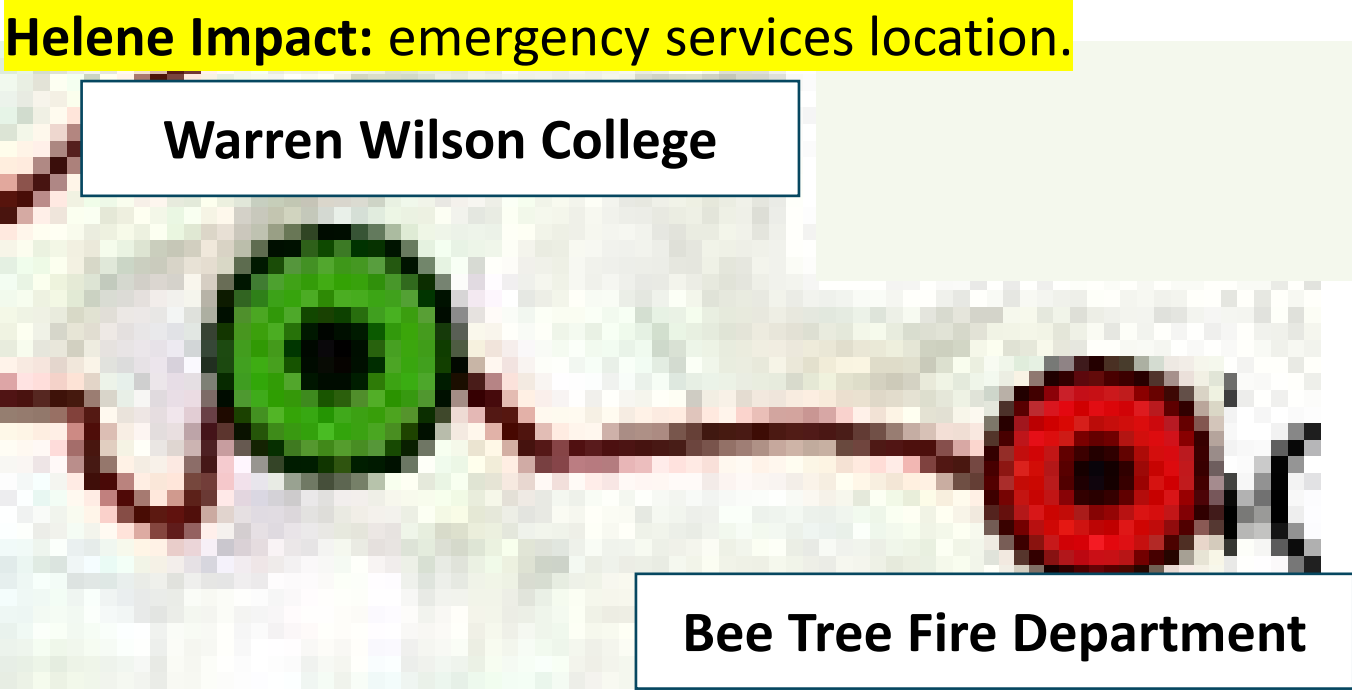 Helene Impact: emergency services location.
Warren Wilson College
Bee Tree Fire Department